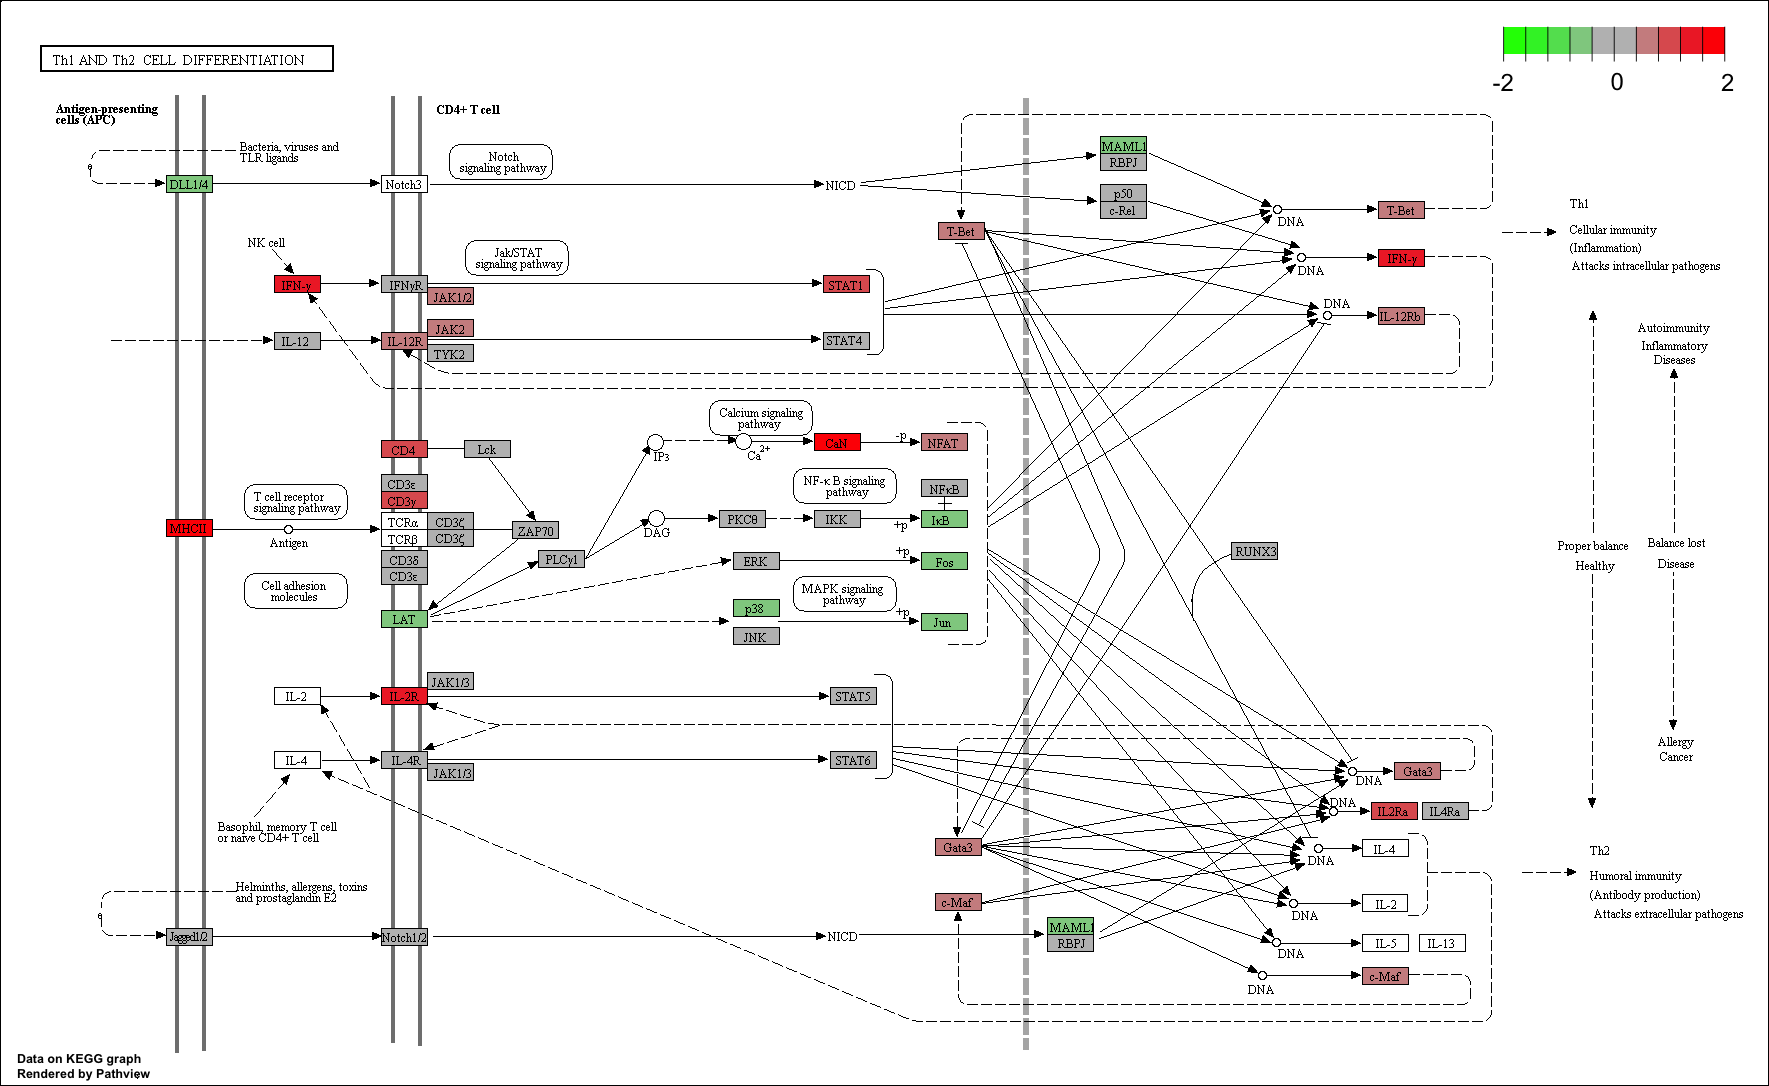 Th1 AND Th2 CELL DIFFERENTIATION
-2
0
2
Antigen-presenting
cells (APC)
CD4+ T cell
Bacteria, viruses and
TLR ligands
Notch
signaling pathway
DLL1/4
Notch3
NICD
MAML1
RBPJ
p50
c-Rel
DNA
T-Bet
T-Bet
Th1
Cellular immunity
(Inflammation)
Attacks intracellular pathogens
NK cell
Jak/STAT
signaling pathway
IFN-γ
IFNγR
JAK1/2
STAT1
DNA
IFN-γ
IL-12
IL-12R
JAK2
TYK2
STAT4
DNA
IL-12Rb
Autoimmunity
Inflammatory
Diseases
Calcium signaling
pathway
CD4
Lck
IP3
Ca2+
CaN
-p
NFAT
CD3ε
CD3γ
T cell receptor
signaling pathway
NF-κB signaling
pathway
NFκB
MHCII
Antigen
TCRα
CD3ζ
TCRβ
CD3ζ
ZAP70
DAG
PKCθ
IKK
+p
IκB
CD3δ
CD3ε
PLCγ1
ERK
+p
Fos
RUNX3
Proper balance
Healthy
Balance lost
Disease
Cell adhesion
molecules
MAPK signaling
pathway
LAT
p38
JNK
+p
Jun
IL-2
IL-2R
JAK1/3
STAT5
IL-4
IL-4R
JAK1/3
STAT6
Allergy
Cancer
DNA
Gata3
DNA
IL2Ra
IL4Ra
Basophil, memory T cell
or naive CD4+ T cell
Gata3
DNA
IL-4
Th2
Humoral immunity
(Antibody production)
Attacks extracellular pathogens
Helminths, allergens, toxins
and prostaglandin E2
c-Maf
DNA
IL-2
Jagged1/2
Notch1/2
NICD
MAML1
RBPJ
DNA
IL-5
IL-13
DNA
c-Maf
Data on KEGG graph
Rendered by Pathview